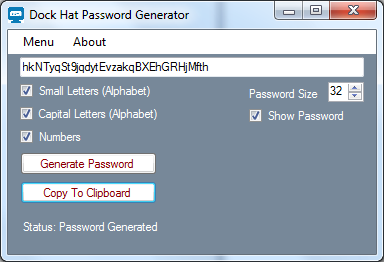 Dock Hat Password Generator
Menu About
hkNTyqSt9jqdytEvzakqBXEhGRHjMfth
Small Letters (Alphabet)
Password Size 32
Capital Letters (Alphabet)
Show Password
Numbers
Generate Password
Copy To Clipboard
Status: Password Generated